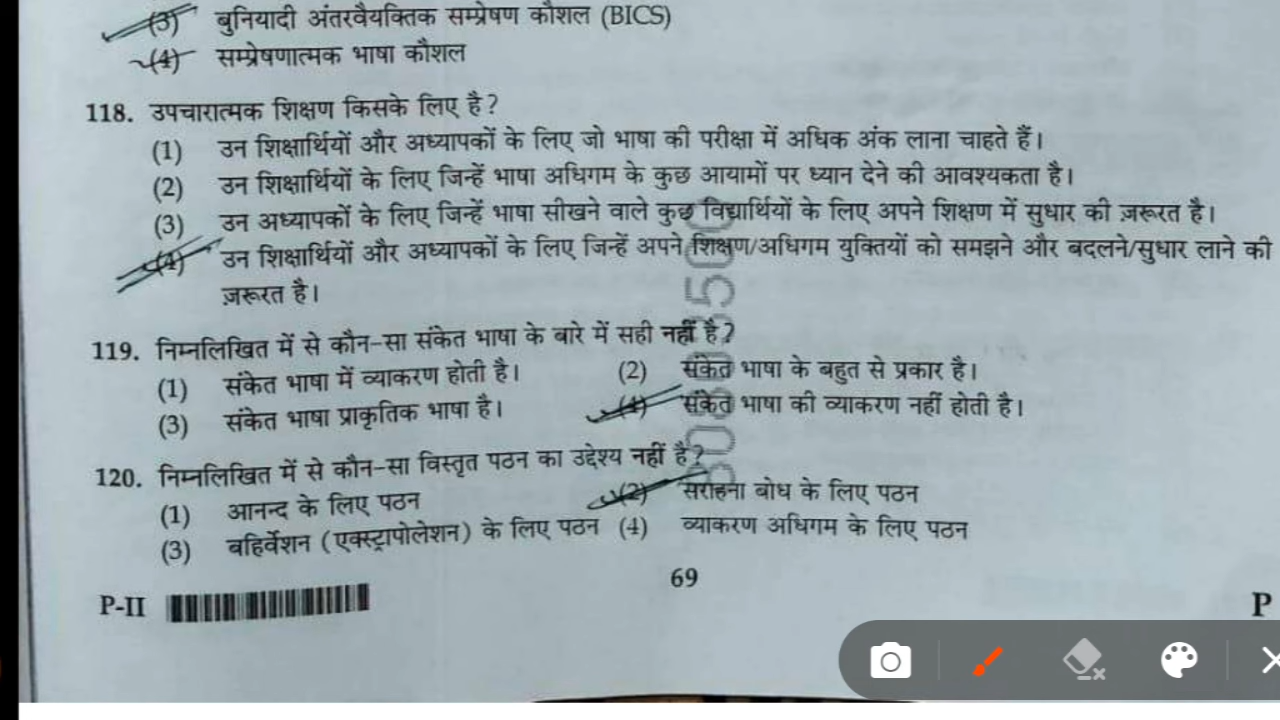 (3) बुनियादी अंतरवैयक्तिक सम्प्रेषण कौशल (BICS)
(4) सम्प्रेषणात्मक भाषा कौशल
118. उपचारात्मक शिक्षण किसके लिए है?
(1) उन शिक्षार्थियों और अध्यापकों के लिए जो भाषा की परीक्षा में अधिक अंक लाना चाहते हैं।
(2) उन शिक्षार्थियों के लिए जिन्हें भाषा अधिगम के कुछ आयामों पर ध्यान देने की आवश्यकता है।
(3) उन अध्यापकों के लिए जिन्हें भाषा सीखने वाले कुछ विद्यार्थियों के लिए अपने शिक्षण में सुधार की ज़रूरत है।
(4) उन शिक्षार्थियों और अध्यापकों के लिए जिन्हें अपने शिक्षण/अधिगम युक्तियों को समझने और बदलने/सुधार लाने की
ज़रूरत है।
119. निम्नलिखित में से कौन-सा संकेत भाषा के बारे में सही नहीं है?
(1) संकेत भाषा में व्याकरण होती है। (2) संकेत भाषा के बहुत से प्रकार है।
(3) संकेत भाषा प्राकृतिक भाषा है। (4) संकेत भाषा की व्याकरण नहीं होती है।
120. निम्नलिखित में से कौन-सा विस्तृत पठन का उद्देश्य नहीं है?
(1) आनन्द के लिए पठन (2) सराहना बोध के लिए पठन
(3) बहिर्वेशन (एक्स्ट्रापोलेशन) के लिए पठन (4) व्याकरण अधिगम के लिए पठन
69
P-II P